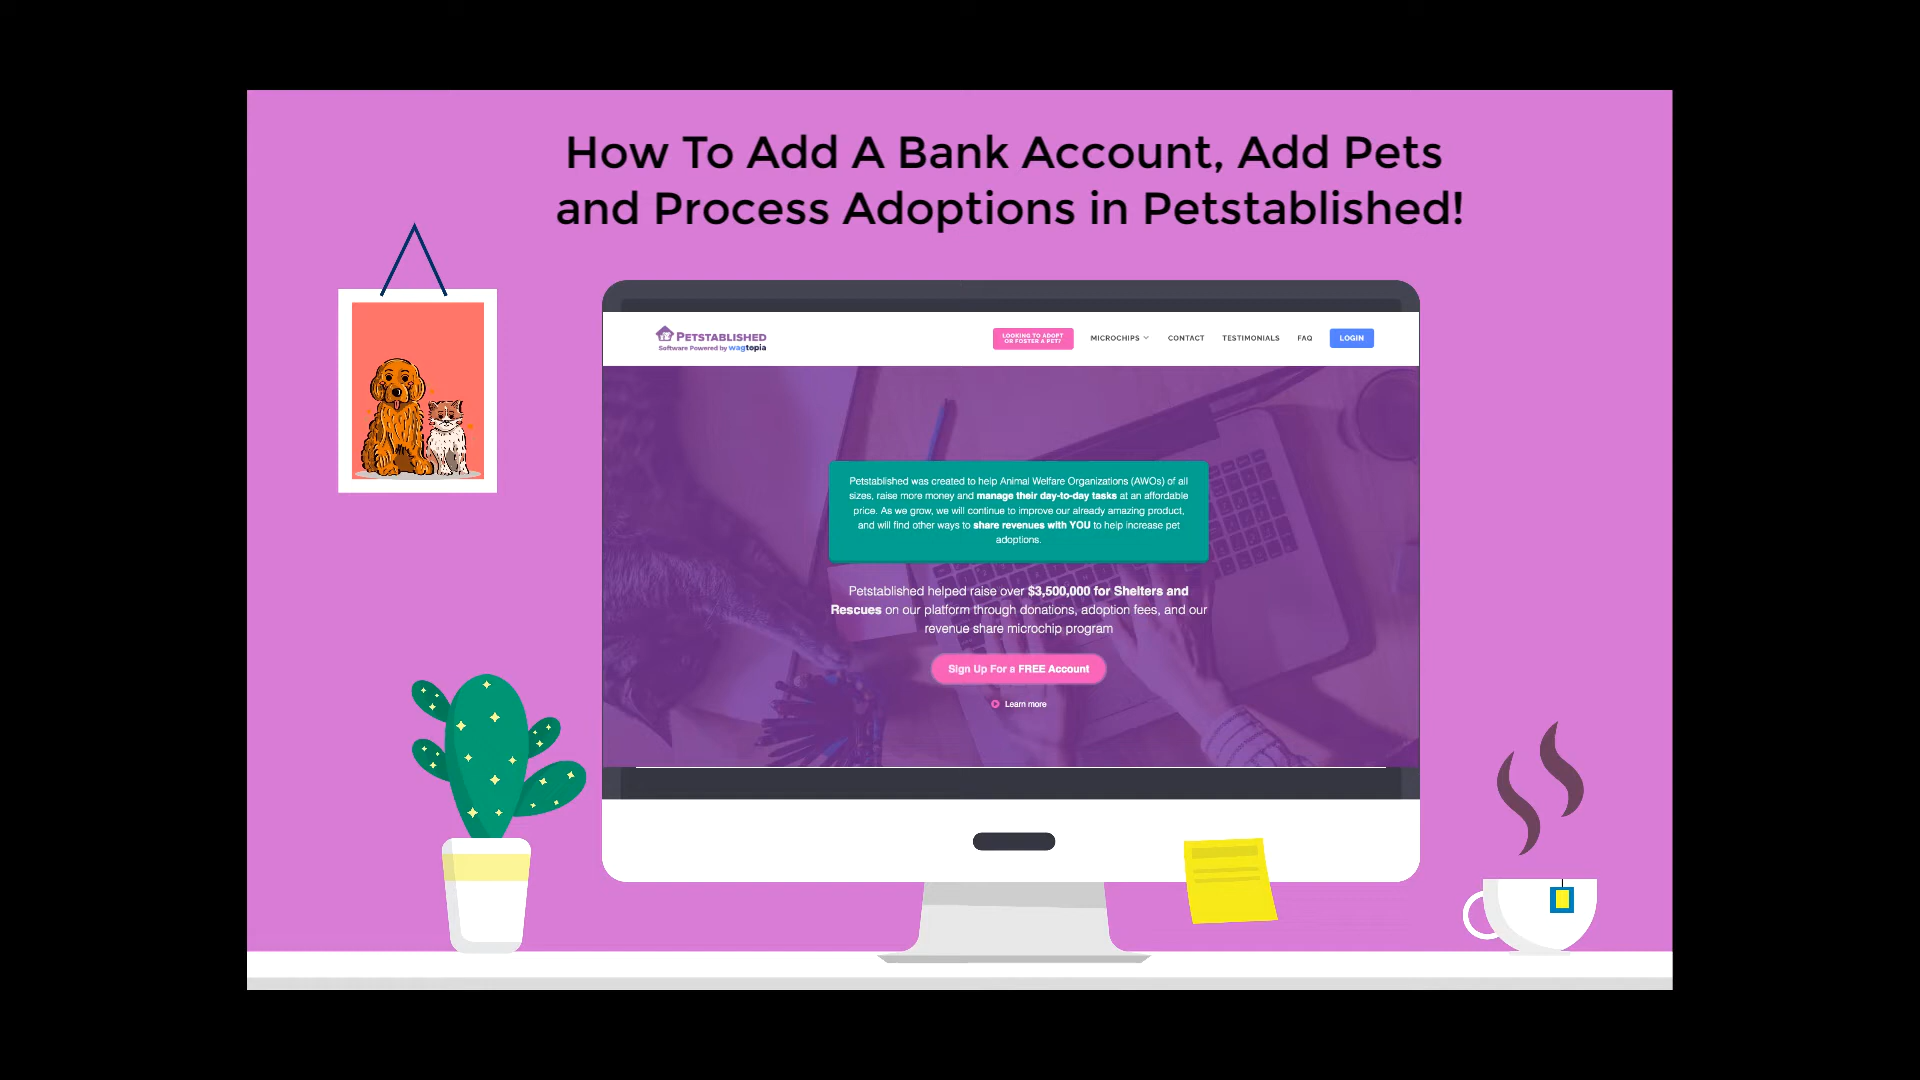 How To Add A Bank Account, Add Pets
and Process Adoptions in Petstablished!
PETSTABLISHED
Software Powered by wagtopia
LOOKING TO ADOPT
OR FOSTER A PET?
MICROCHIPS
CONTACT
TESTIMONIALS
FAQ
LOGIN
Petstablished was created to help Animal Welfare Organizations (AWOs) of all
sizes, raise more money and manage their day-to-day tasks at an affordable
price. As we grow, we will continue to improve our already amazing product,
and will find other ways to share revenues with YOU to help increase pet
adoptions.
Petstablished helped raise over $3,500,000 for Shelters and
Rescues on our platform through donations, adoption fees, and our
revenue share microchip program
Sign Up For a FREE Account
Learn more